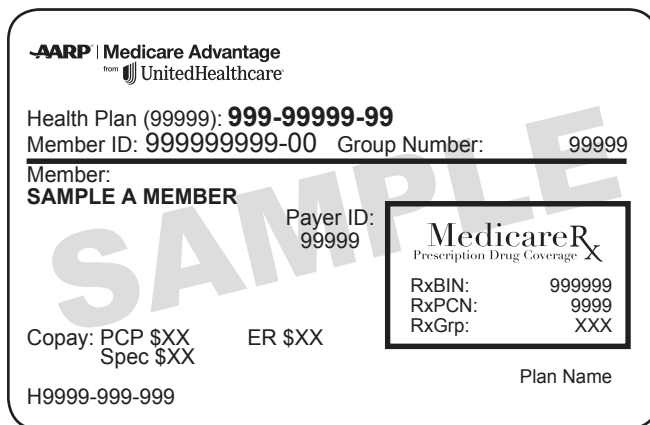 AARP | Medicare Advantage
from UnitedHealthcare
Health Plan (99999): 999-99999-99
Member ID: 999999999-00 Group Number: 99999
Member:
SAMPLE A MEMBER
Payer ID:
99999
MedicareRx
Prescription Drug Coverage
RxBIN: 999999
RxPCN: 9999
RxGrp: XXX
Copay: PCP $XX ER $XX
Spec $XX
Plan Name
H9999-999-999
SAMPLE